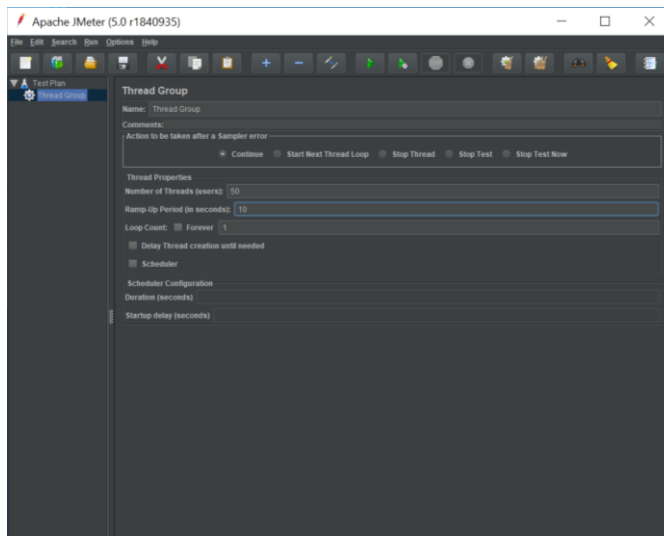 Apache JMeter (5.0 r1840935)
File Edit Search Run Options Help
Test Plan
Thread Group
Thread Group
Name: Thread Group
Comments:
Action to be taken after a Sampler error
Continue Start Next Thread Loop Stop Thread Stop Test Stop Test Now
Thread Properties
Number of Threads (users): 50
Ramp-Up Period (in seconds): 10
Loop Count: Forever 1
Delay Thread creation until needed
Scheduler
Scheduler Configuration
Duration (seconds)
Startup delay (seconds)